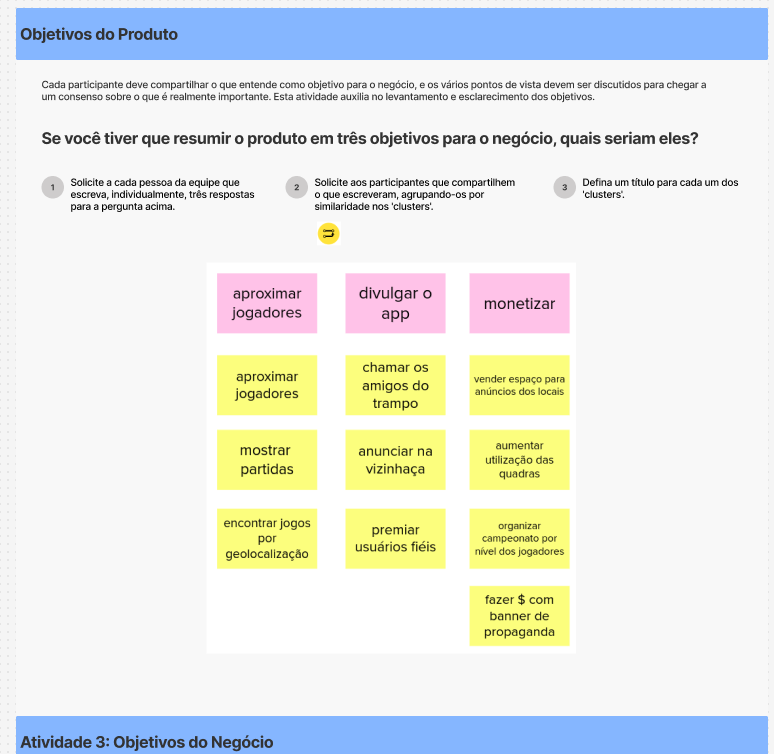 Objetivos do Produto
Cada participante deve compartilhar o que entende como objetivo para o negócio, e os vários pontos de vista devem ser discutidos para chegar a
um consenso sobre o que é realmente importante. Esta atividade auxilia no levantamento e esclarecimento dos objetivos.
Se você tiver que resumir o produto em três objetivos para o negócio, quais seriam eles?
1
Solicite a cada pessoa da equipe que
escreva, individualmente, três respostas
para a pergunta acima.
2
Solicite aos participantes que compartilhem
o que escreveram, agrupando-os por
similaridade nos 'clusters'.
3
Defina um título para cada um dos
'clusters'.
aproximar
jogadores
divulgar o
app
monetizar
aproximar
jogadores
chamar os
amigos do
trampo
vender espaço para
anúncios dos locais
mostrar
partidas
anunciar na
vizinhaça
aumentar
utilização das
quadras
encontrar jogos
por
geolocalização
premiar
usuários fiéis
organizar
campeonato por
nível dos jogadores
fazer $ com
banner de
propaganda
Atividade 3: Objetivos do Negócio